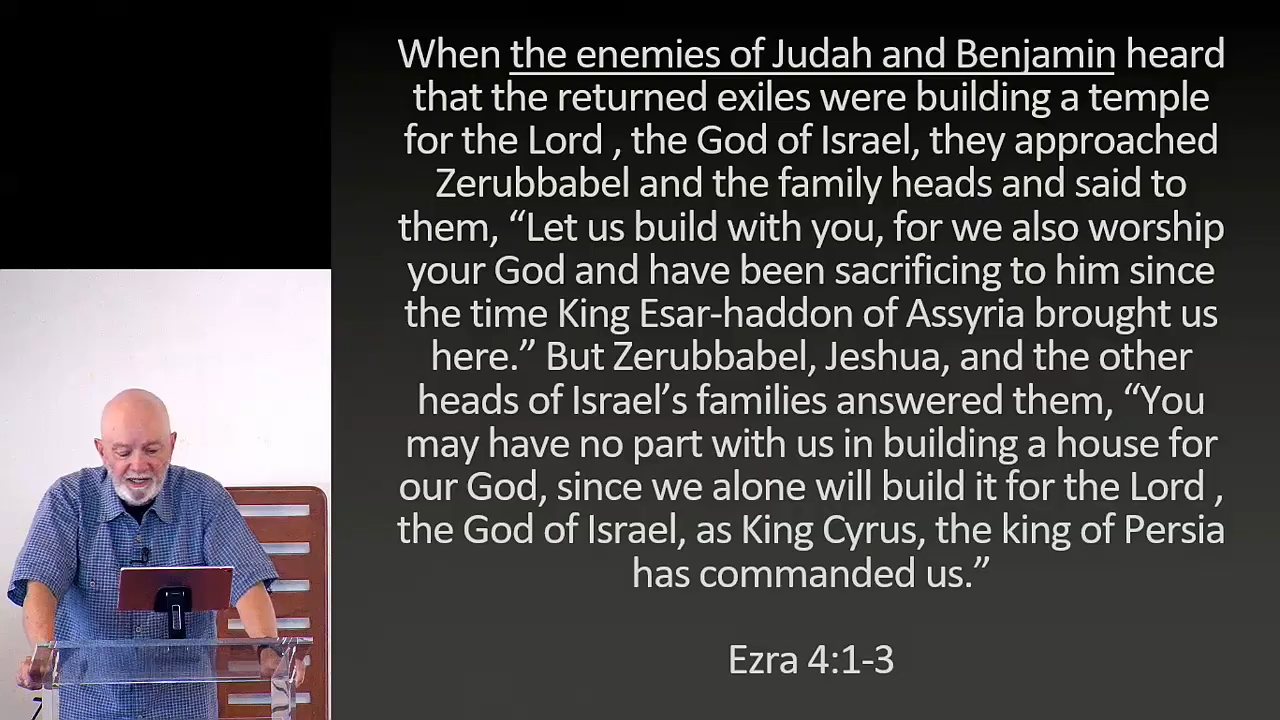 When the enemies of Judah and Benjamin heard
that the returned exiles were building a temple
for the Lord , the God of Israel, they approached
Zerubbabel and the family heads and said to
them, “Let us build with you, for we also worship
your God and have been sacrificing to him since
the time King Esar-haddon of Assyria brought us
here.” But Zerubbabel, Jeshua, and the other
heads of Israel’s families answered them, “You
may have no part with us in building a house for
our God, since we alone will build it for the Lord ,
the God of Israel, as King Cyrus, the king of Persia
has commanded us.”
Ezra 4:1-3